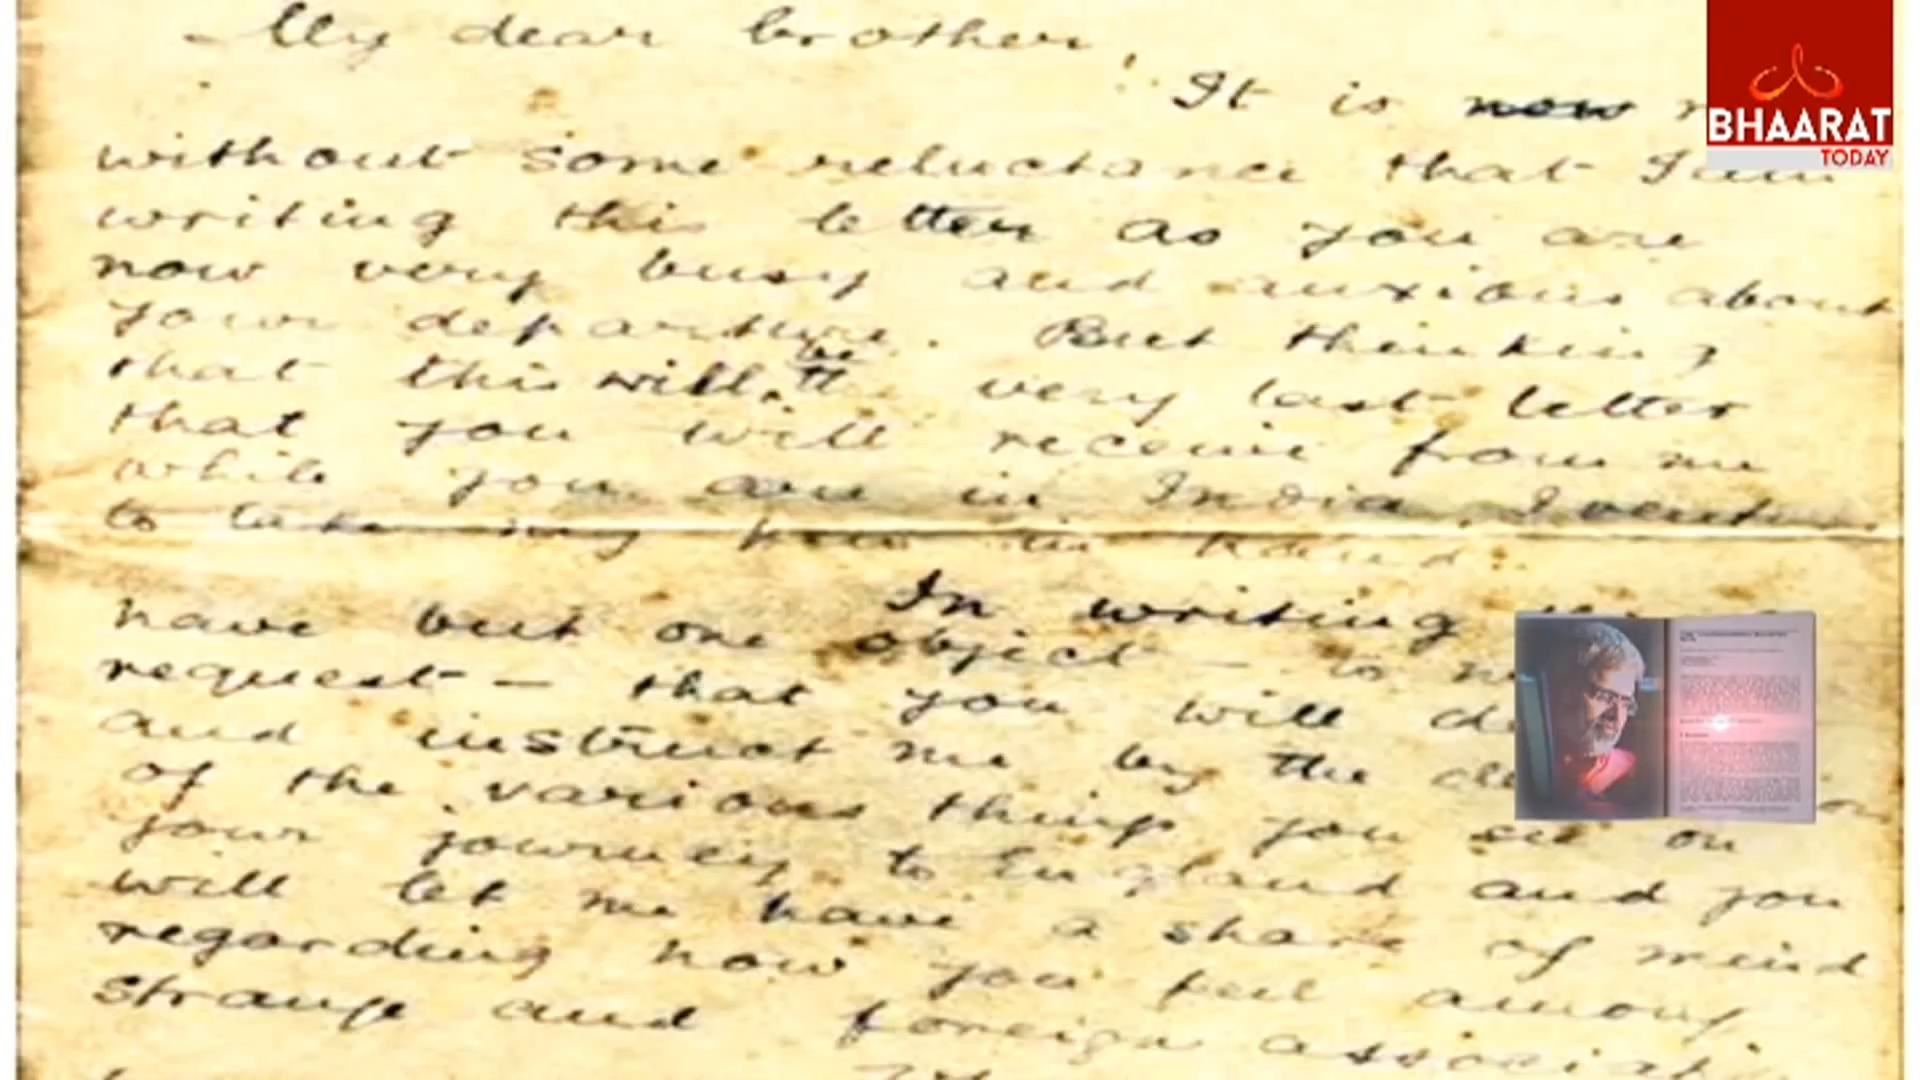 My dear brother,
It is now
without some reluctance that I am
writing this letter as you are
now very busy and anxious about
your departure. But thinking
that this will be very last letter
that you will receive from me
while you are in India, I venture
to take my pen in hand.
In writing
have but one object — to
request — that you will
and instruct me by the
of the various things you see on
your journey to England and you
will let me have a share of mind
regarding how you feel among
strange and foreign
BHAARAT
TODAY